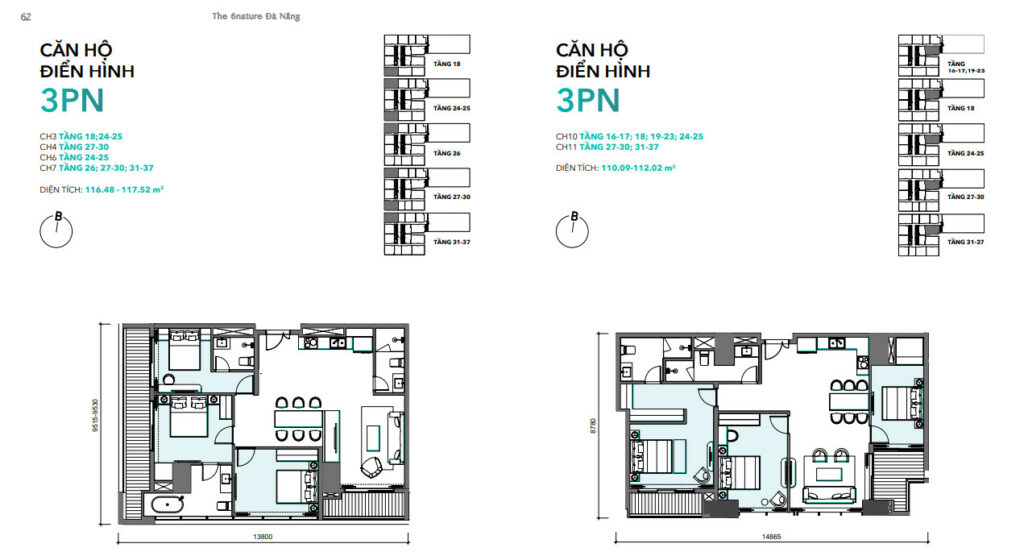 62
The 6nature Đà Nẵng
CĂN HỘ
ĐIỂN HÌNH
3PN
CH3 TẦNG 18;24-25
CH4 TẦNG 27-30
CH6 TẦNG 24-25
CH7 TẦNG 26; 27-30; 31-37
DIỆN TÍCH: 116.48 - 117.52 m²
B
TẦNG 18
TẦNG 24-25
TẦNG 26
TẦNG 27-30
TẦNG 31-37
9515-9530
13800
CĂN HỘ
ĐIỂN HÌNH
3PN
CH10 TẦNG 16-17; 18; 19-23; 24-25
CH11 TẦNG 27-30; 31-37
DIỆN TÍCH: 110.09-112.02 m²
B
TẦNG
16-17; 19-23
TẦNG 18
TẦNG 24-25
TẦNG 27-30
TẦNG 31-37
8780
14865